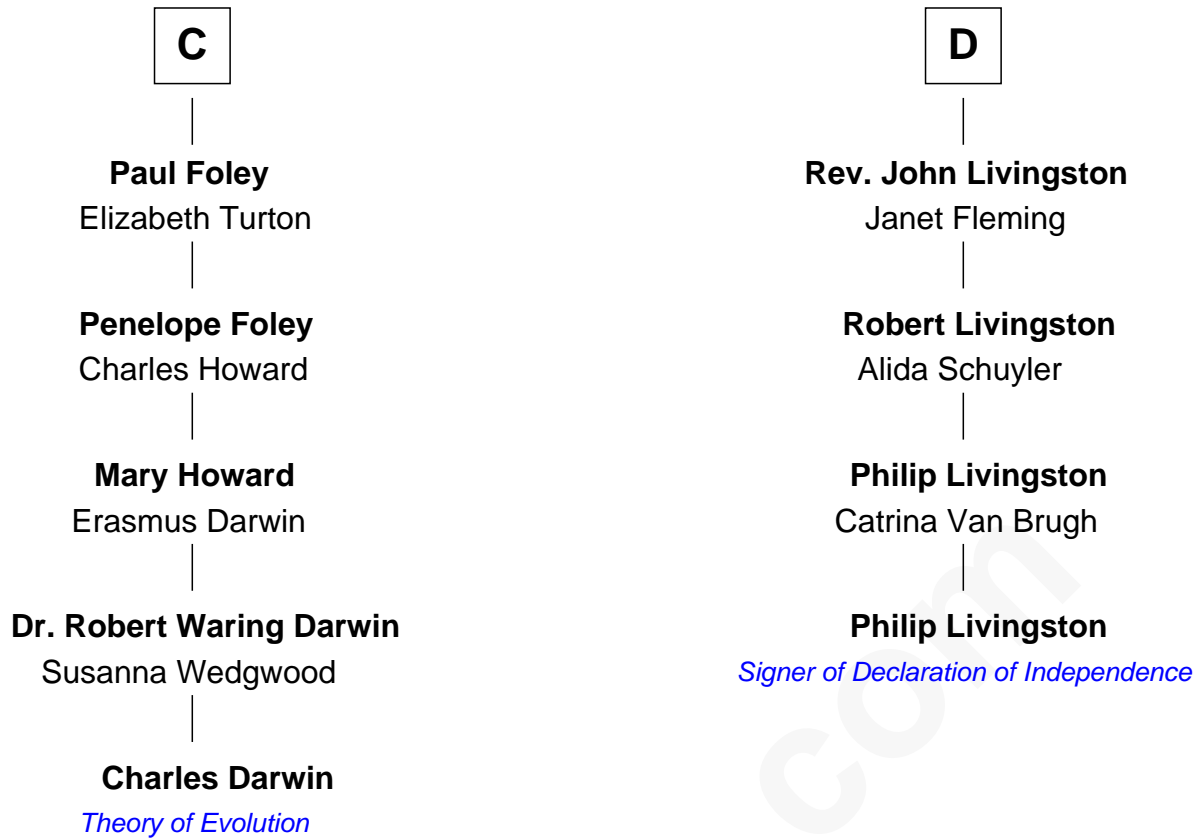 C
Paul Foley
Elizabeth Turton
Penelope Foley
Charles Howard
Mary Howard
Erasmus Darwin
Dr. Robert Waring Darwin
Susanna Wedgwood
Charles Darwin
Theory of Evolution
D
Rev. John Livingston
Janet Fleming
Robert Livingston
Alida Schuyler
Philip Livingston
Catrina Van Brugh
Philip Livingston
Signer of Declaration of Independence
com